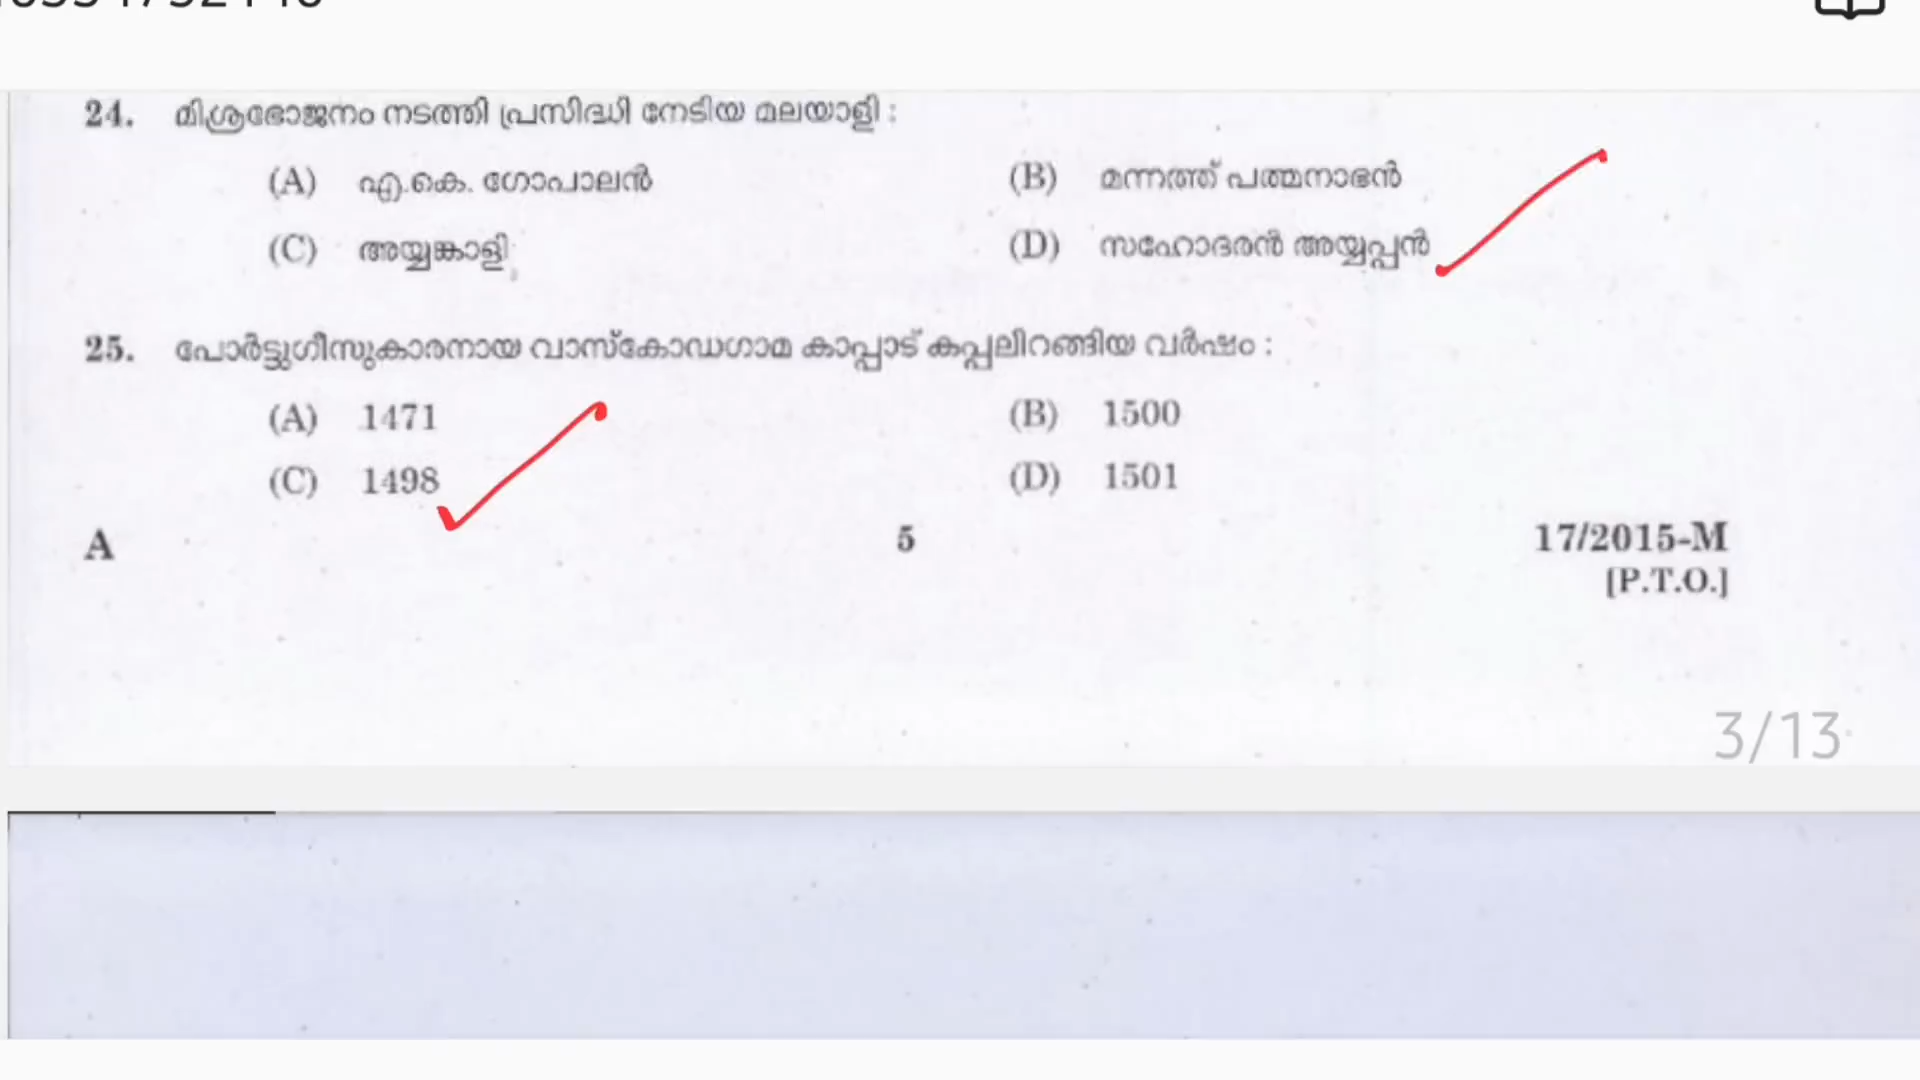 24. മിശ്രഭോജനം നടത്തി പ്രസിദ്ധി നേടിയ മലയാളി :
(A) എ.കെ. ഗോപാലൻ (B) മന്നത്ത് പത്മനാഭൻ
(C) അയ്യങ്കാളി (D) സഹോദരൻ അയ്യപ്പൻ
25. പോർട്ടുഗീസുകാരനായ വാസ്കോഡഗാമ കാപ്പാട് കപ്പലിറങ്ങിയ വർഷം :
(A) 1471 (B) 1500
(C) 1498 (D) 1501
A 5 17/2015-M
[P.T.O.]
3/13